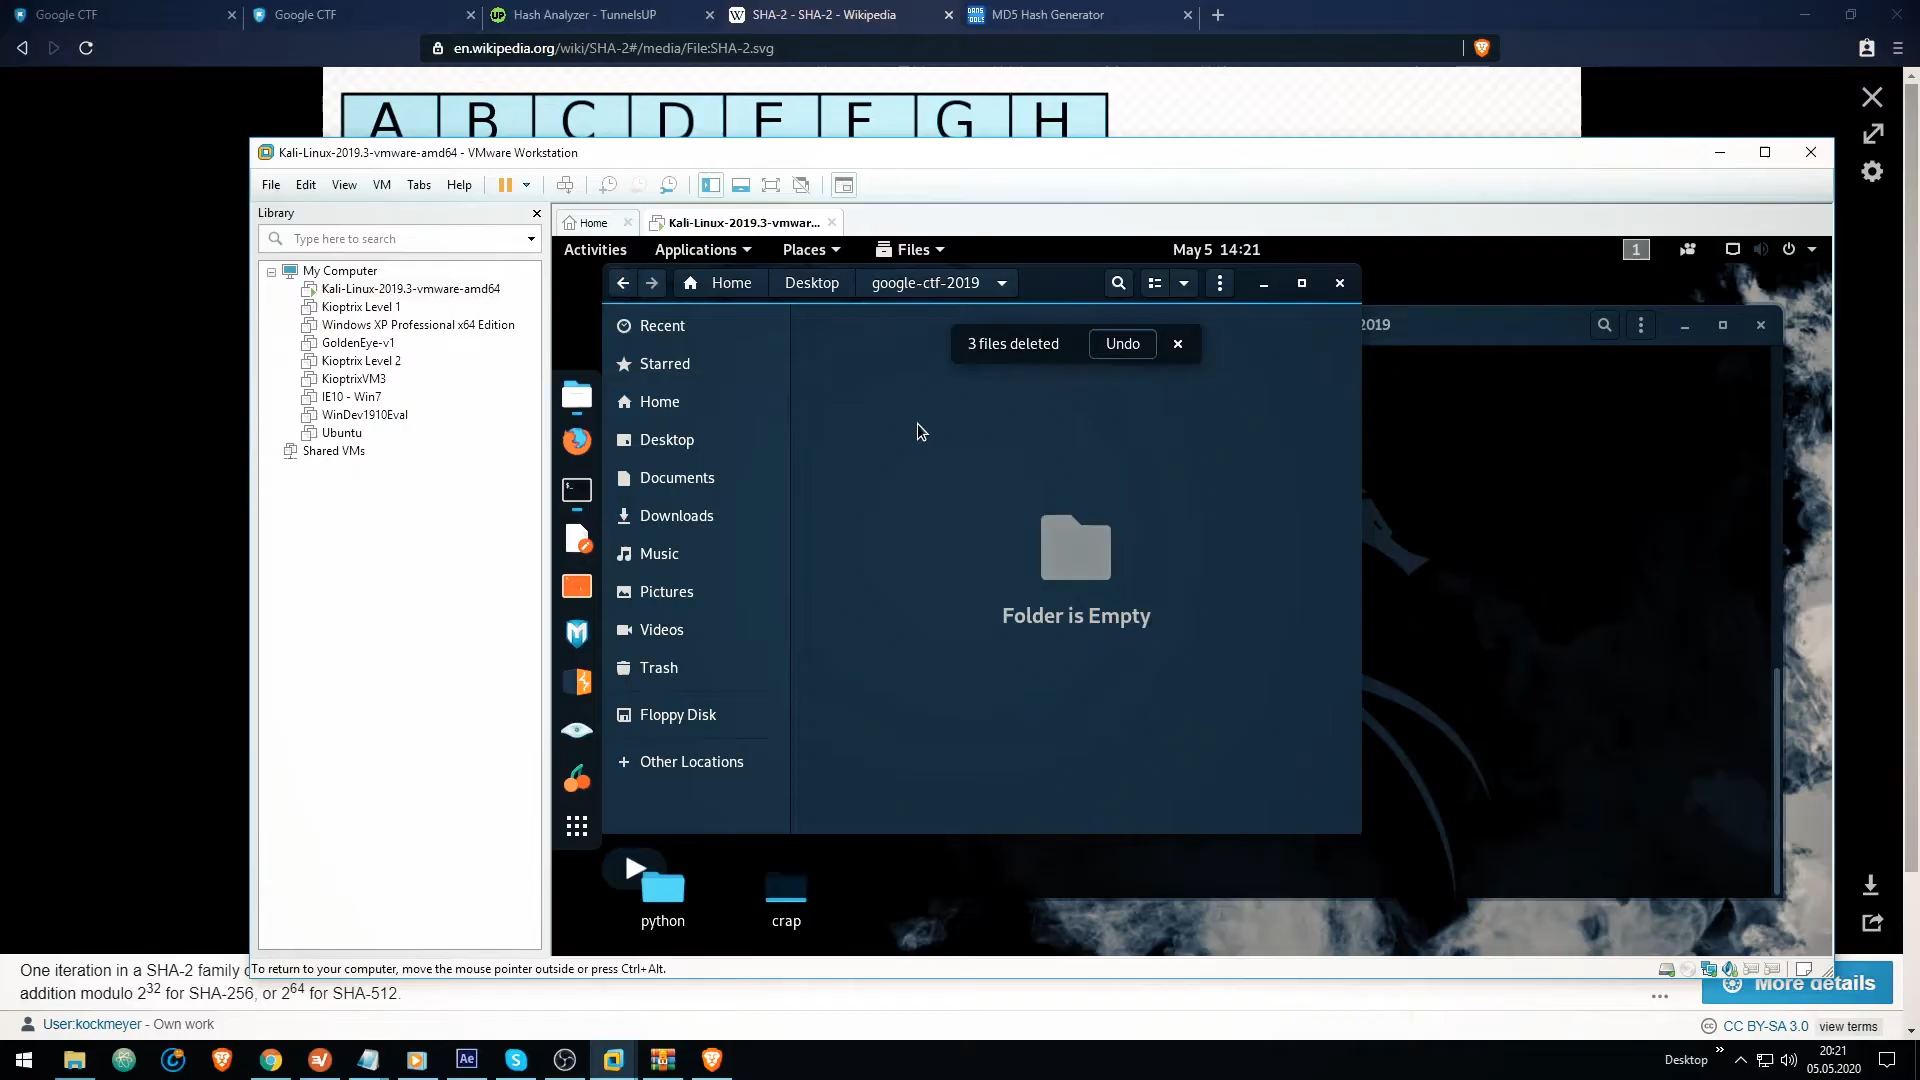 Google CTF
Google CTF
Hash Analyzer - TunnelsUP
SHA-2 - SHA-2 - Wikipedia
MD5 Hash Generator
en.wikipedia.org/wiki/SHA-2#/media/File:SHA-2.svg
A B C D E F G H
Kali-Linux-2019.3-vmware-amd64 - VMware Workstation
File Edit View VM Tabs Help
Library
Type here to search
My Computer
Kali-Linux-2019.3-vmware-amd64
Kioptrix Level 1
Windows XP Professional x64 Edition
GoldenEye-v1
Kioptrix Level 2
KioptrixVM3
IE10 - Win7
WinDev1910Eval
Ubuntu
Shared VMs
Home
Kali-Linux-2019.3-vmwar...
Activities Applications Places Files May 5 14:21 1
Home Desktop google-ctf-2019
2019
Recent
Starred
Home
Desktop
Documents
Downloads
Music
Pictures
Videos
Trash
Floppy Disk
Other Locations
3 files deleted Undo
Folder is Empty
python
crap
To return to your computer, move the mouse pointer outside or press Ctrl+Alt.
One iteration in a SHA-2 family
addition modulo 2^32 for SHA-256, or 2^64 for SHA-512.
More details
User:kockmeyer - Own work
CC BY-SA 3.0 view terms
Ae
Desktop
20:21
05.05.2020